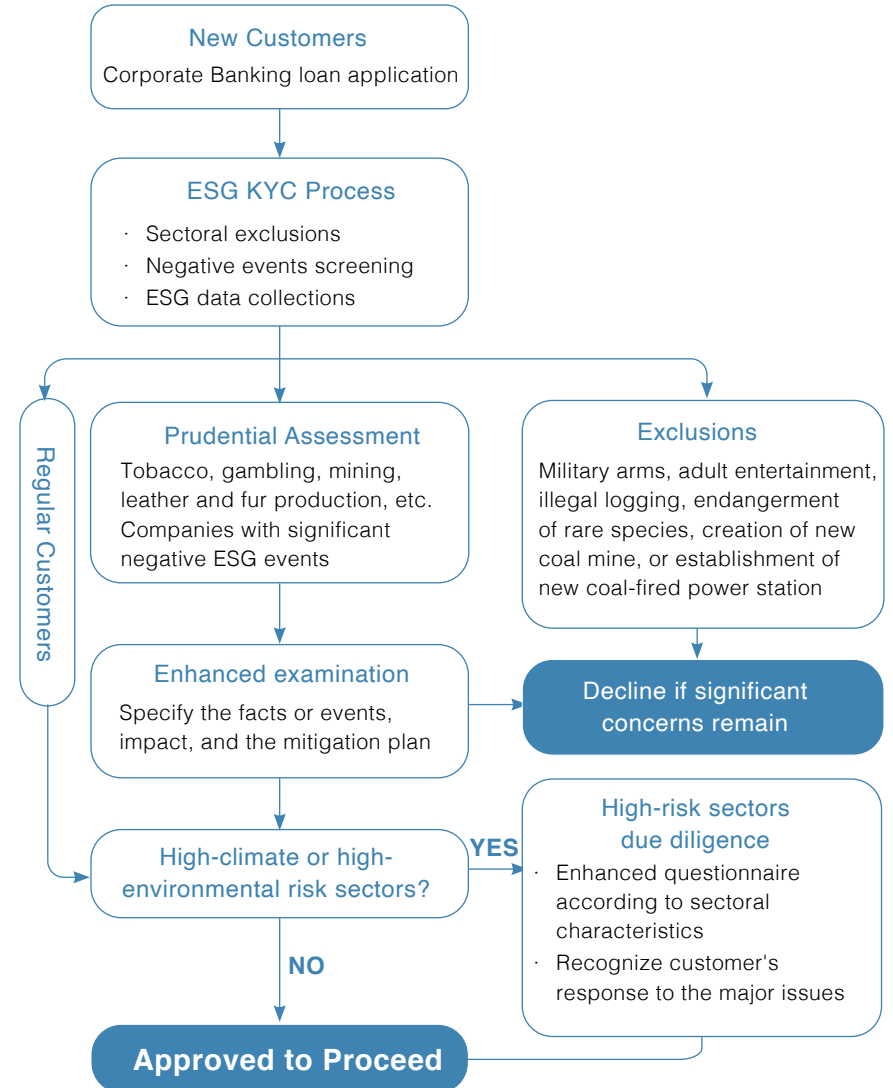 New Customers
Corporate Banking loan application
ESG KYC Process
· Sectoral exclusions
· Negative events screening
· ESG data collections
Regular Customers
Prudential Assessment
Tobacco, gambling, mining,
leather and fur production, etc.
Companies with significant
negative ESG events
Exclusions
Military arms, adult entertainment,
illegal logging, endangerment
of rare species, creation of new
coal mine, or establishment of
new coal-fired power station
Enhanced examination
Specify the facts or events,
impact, and the mitigation plan
Decline if significant
concerns remain
High-climate or high-
environmental risk sectors?
YES
High-risk sectors
due diligence
· Enhanced questionnaire
according to sectoral
characteristics
· Recognize customer's
response to the major issues
NO
Approved to Proceed